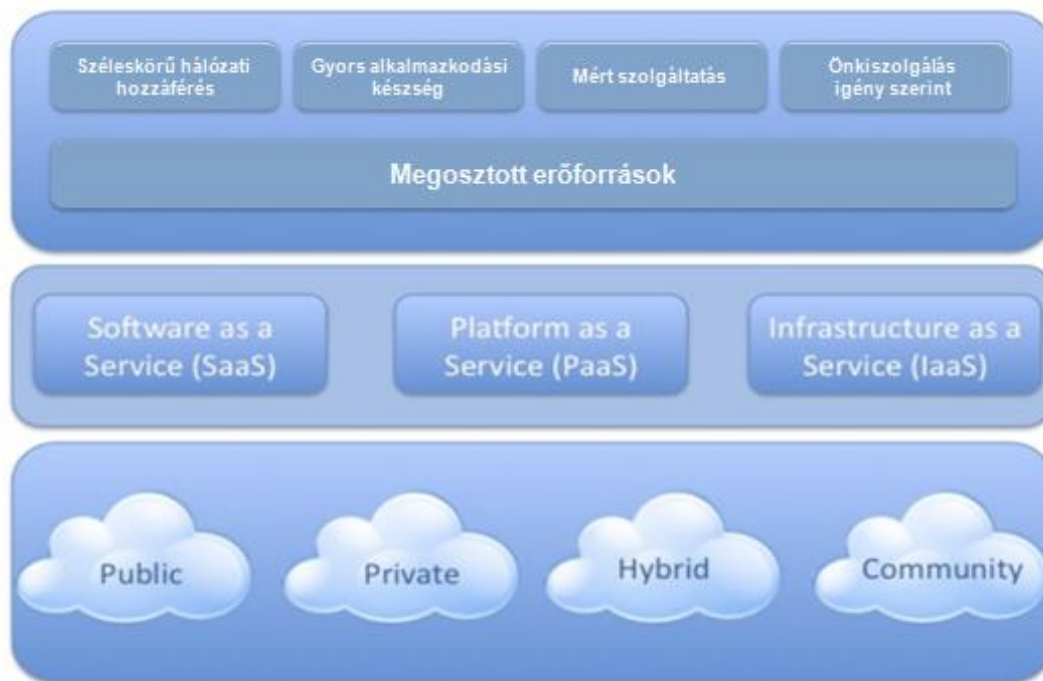 Széleskörű hálózati
hozzáférés
Gyors alkalmazkodási
készség
Mért szolgáltatás
Önkiszolgálás
igény szerint
Megosztott erőforrások
Software as a
Service (SaaS)
Platform as a
Service (PaaS)
Infrastructure as a
Service (IaaS)
Public
Private
Hybrid
Community